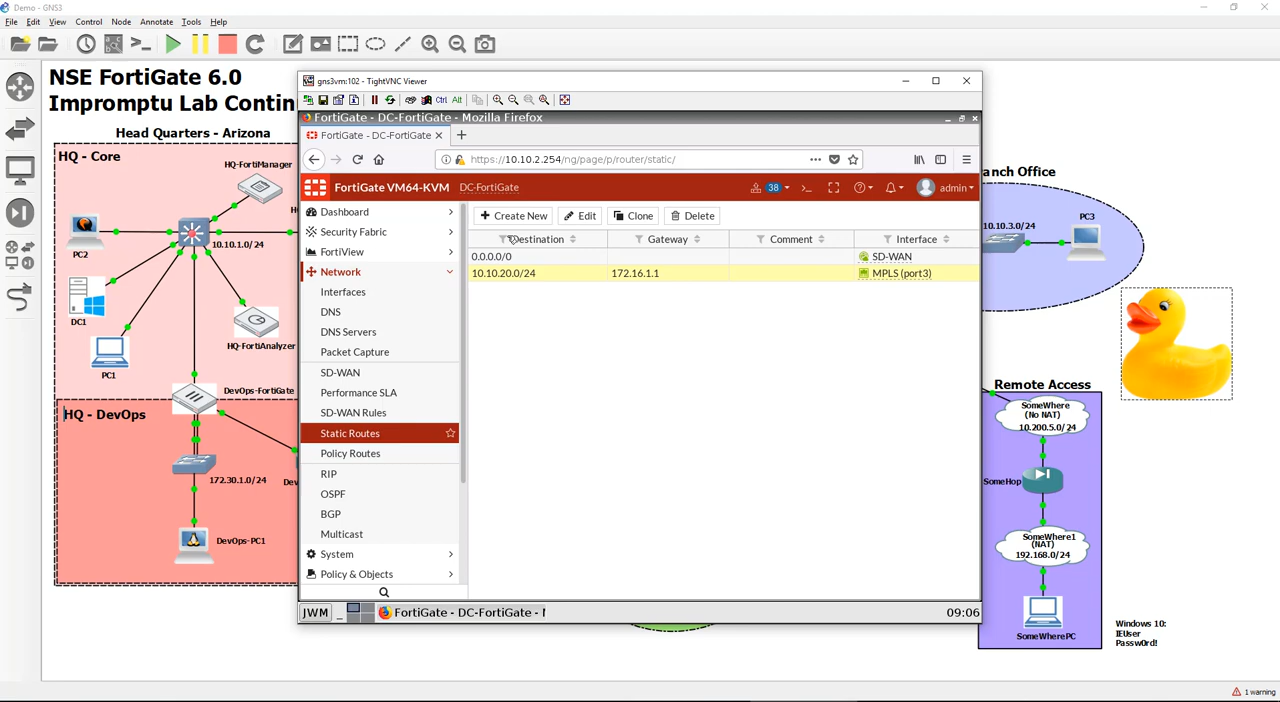 Demo - GNS3
File Edit View Control Node Annotate Tools Help
NSE FortiGate 6.0
Impromptu Lab Contin
Head Quarters - Arizona
HQ - Core
HQ-FortiManager
PC2
10.10.1.0/24
DC1
HQ-FortiAnalyzer
PC1
DevOps-FortiGate
HQ - DevOps
172.30.1.0/24
DevOps-PC1
gns3vm:102 - TightVNC Viewer
Ctrl Alt
FortiGate - DC-FortiGate - Mozilla Firefox
FortiGate - DC-FortiGate
https://10.10.2.254/ng/page/p/router/static/
FortiGate VM64-KVM DC-FortiGate
38
admin
Dashboard
Security Fabric
FortiView
Network
Interfaces
DNS
DNS Servers
Packet Capture
SD-WAN
Performance SLA
SD-WAN Rules
Static Routes
Policy Routes
RIP
OSPF
BGP
Multicast
System
Policy & Objects
Create New Edit Clone Delete
Destination Gateway Comment Interface
0.0.0.0/0 SD-WAN
10.10.20.0/24 172.16.1.1 MPLS (port3)
JWM
FortiGate - DC-FortiGate -
09:06
anch Office
10.10.3.0/24
PC3
Remote Access
SomeWhere
(No NAT)
10.200.5.0/24
SomeHop
SomeWhere1
(NAT)
192.168.0/24
SomeWherePC
Windows 10:
IEUser
Passw0rd!
1 warning